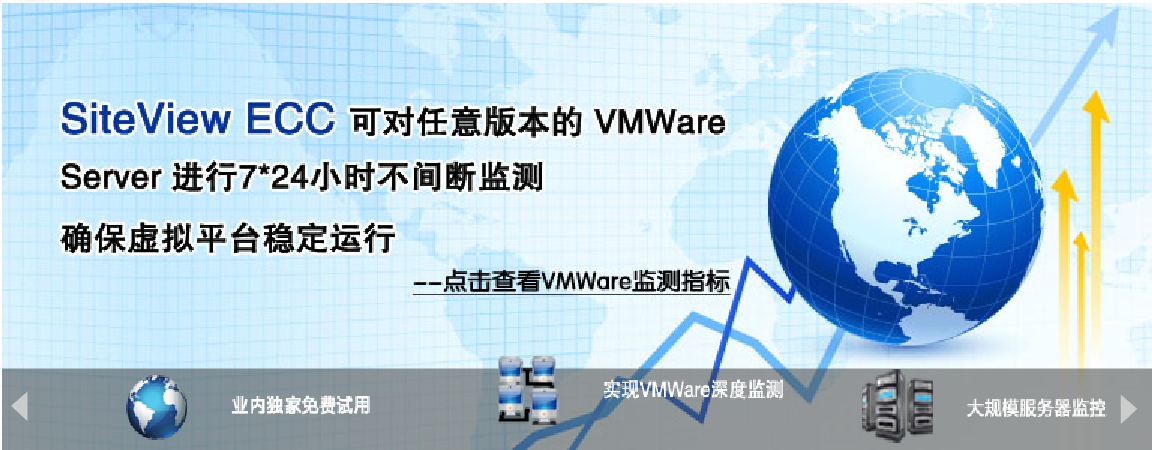 SiteView ECC 可对任意版本的 VMWare
Server 进行7*24小时不间断监测
确保虚拟平台稳定运行
--点击查看VMWare监测指标
业内独家免费试用
实现VMWare深度监测
大规模服务器监控